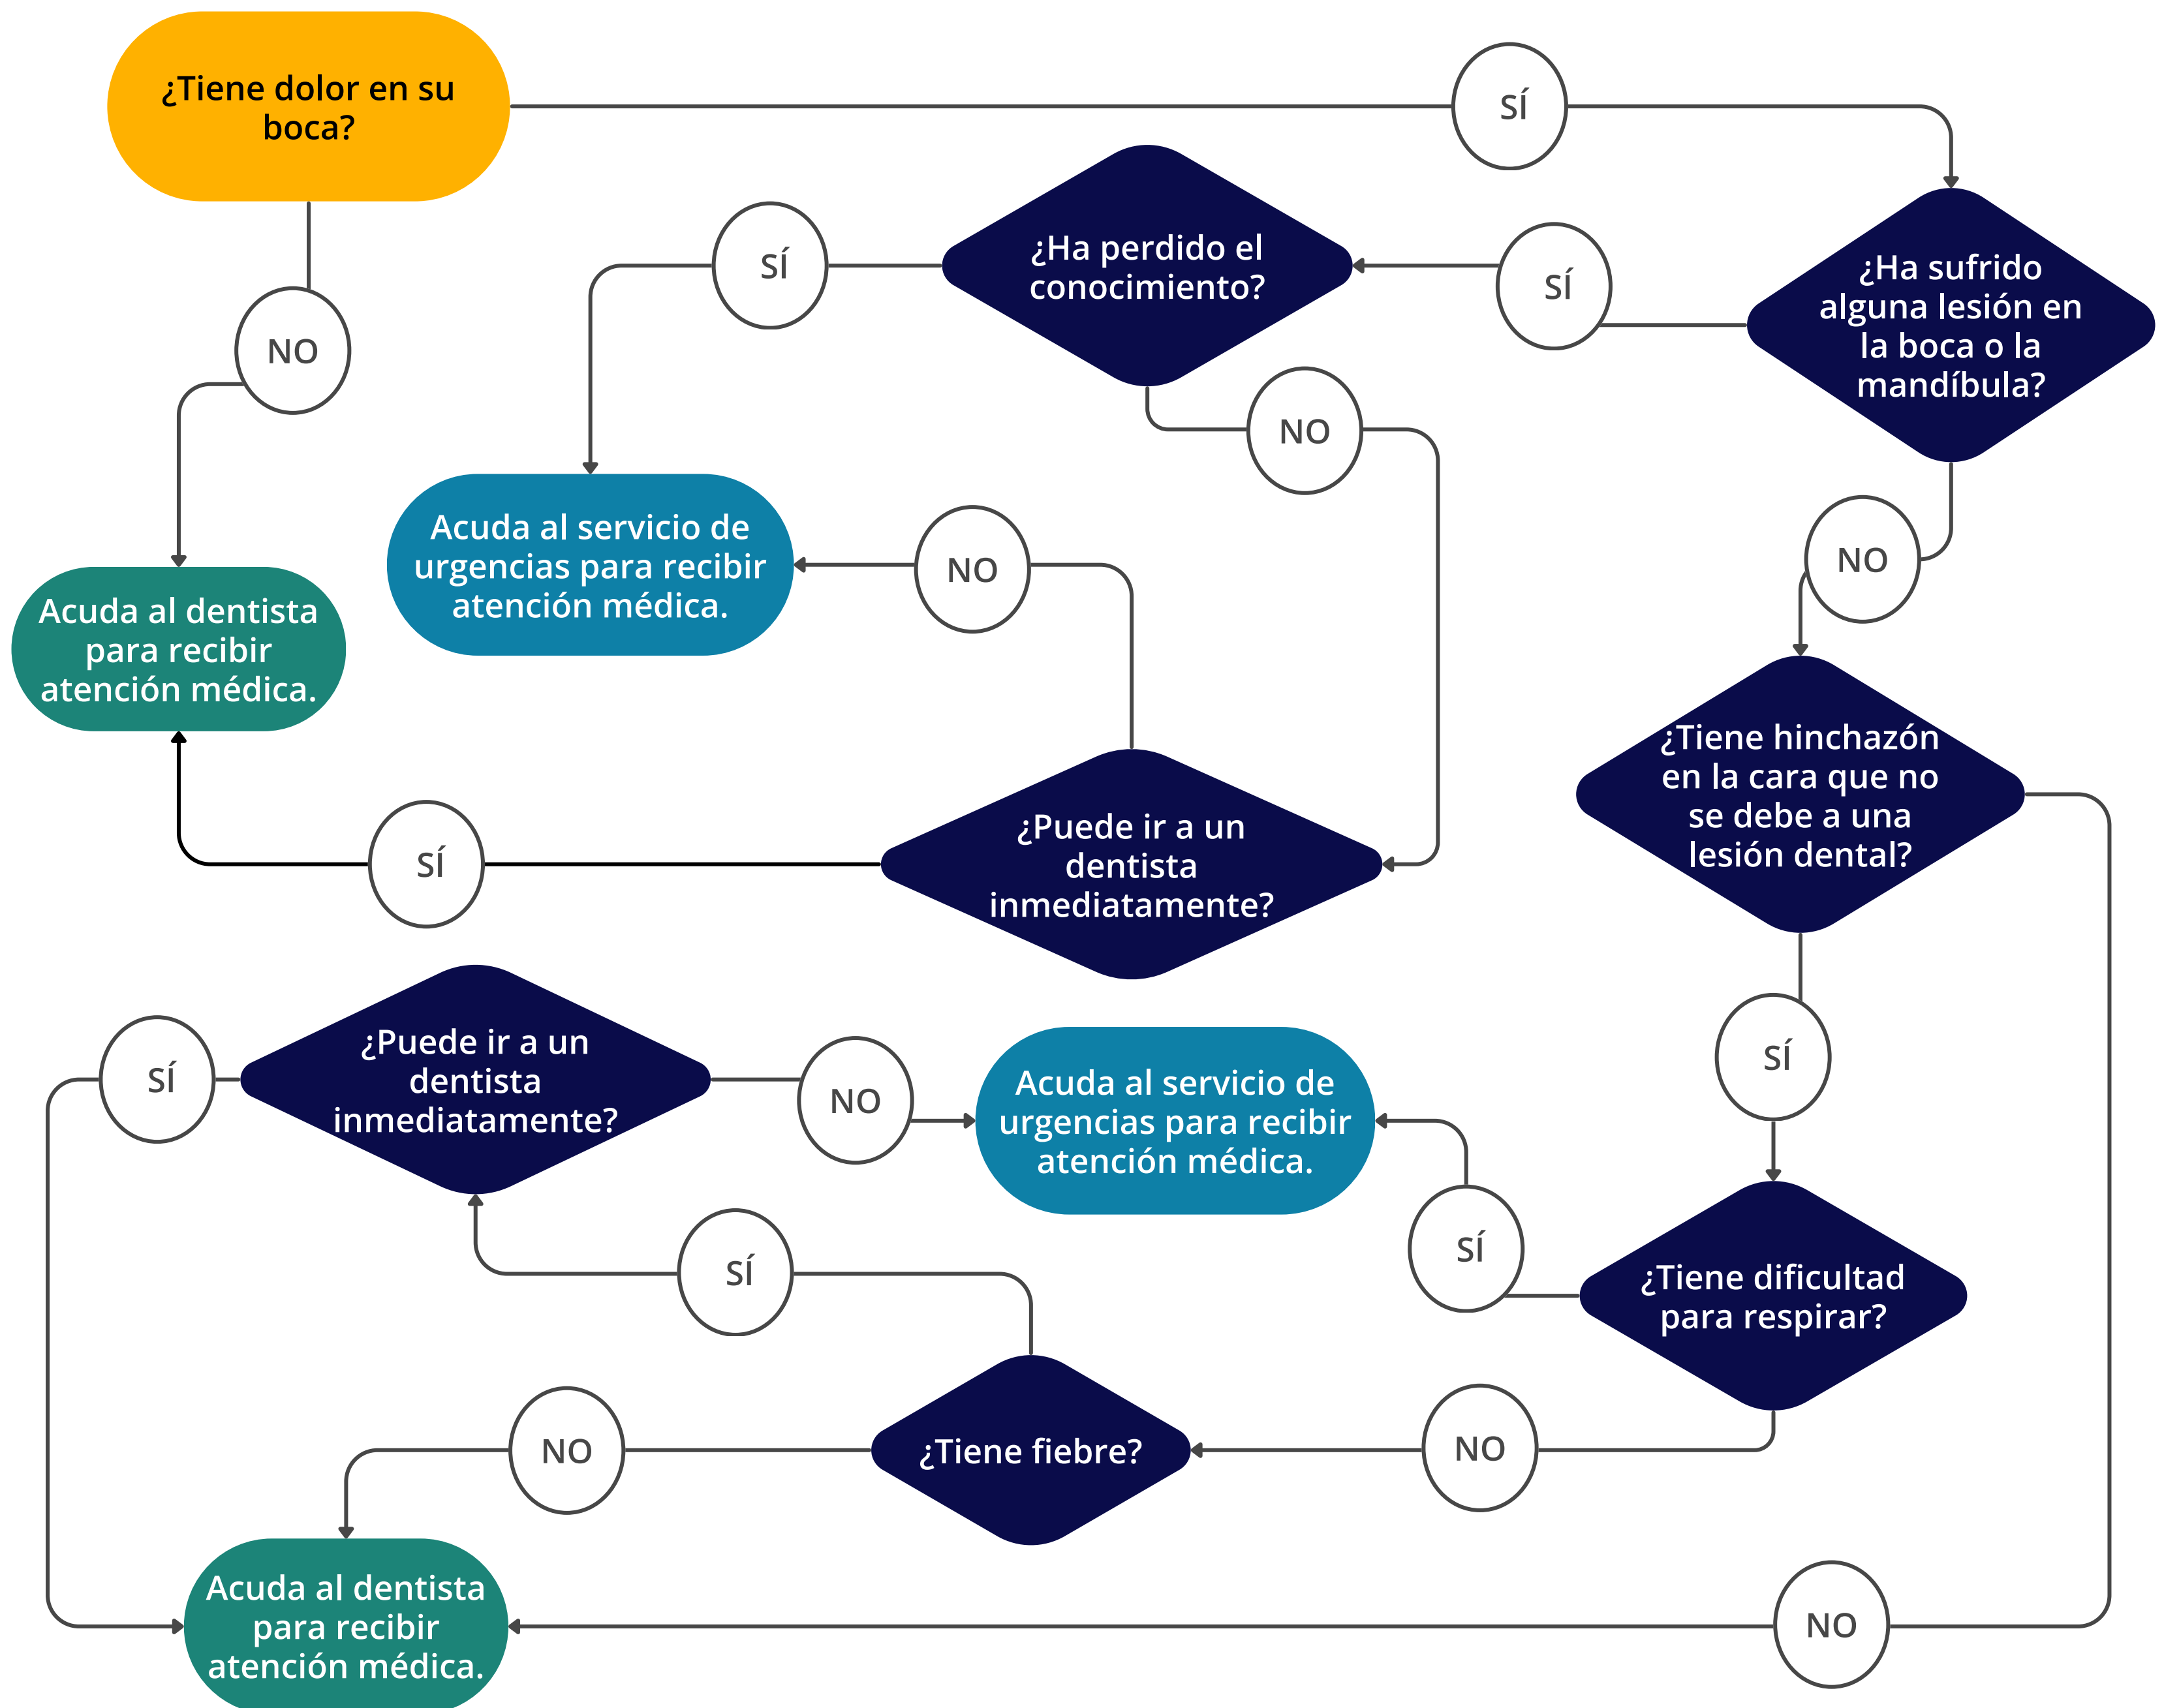 ¿Tiene dolor en su
boca?
SÍ
NO
¿Ha sufrido
alguna lesión en
la boca o la
mandíbula?
SÍ
¿Ha perdido el
conocimiento?
SÍ
NO
Acuda al servicio de
urgencias para recibir
atención médica.
NO
NO
Acuda al dentista
para recibir
atención médica.
¿Tiene hinchazón
en la cara que no
se debe a una
lesión dental?
¿Puede ir a un
dentista
inmediatamente?
SÍ
SÍ
¿Puede ir a un
dentista
inmediatamente?
SÍ
NO
Acuda al servicio de
urgencias para recibir
atención médica.
SÍ
SÍ
¿Tiene dificultad
para respirar?
¿Tiene fiebre?
NO
NO
Acuda al dentista
para recibir
atención médica.
NO